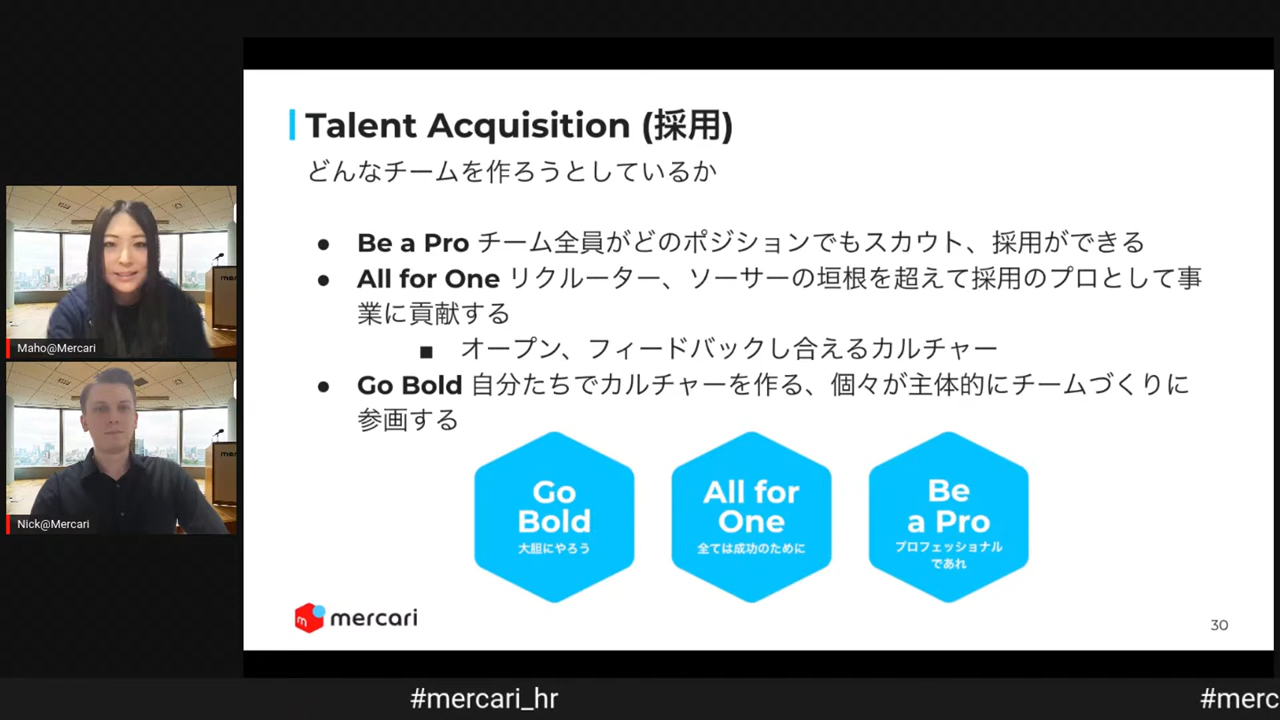 Talent Acquisition (採用)
どんなチームを作ろうとしているか
● Be a Pro チーム全員がどのポジションでもスカウト、採用ができる
● All for One リクルーター、ソーサーの垣根を超えて採用のプロとして事
業に貢献する
■ オープン、フィードバックし合えるカルチャー
● Go Bold 自分たちでカルチャーを作る、個々が主体的にチームづくりに
参画する
Go
Bold
大胆にやろう
All for
One
全ては成功のために
Be
a Pro
プロフェッショナル
であれ
mercari
30
Maho@Mercari
Nick@Mercari
#mercari_hr
#merc